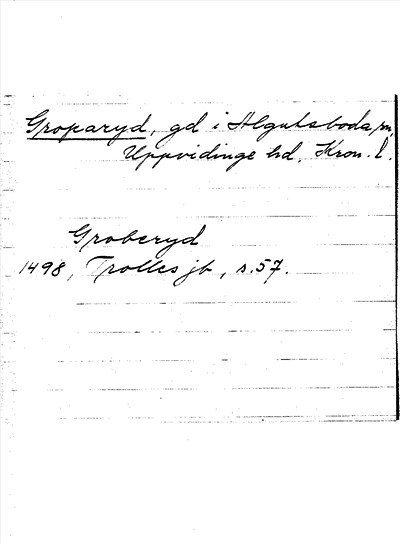 Groparyd, gd i Algutsboda sn,
Uppvidinge hd, Kron. l.
Groberyd
1498, Trolles jb, s. 57.